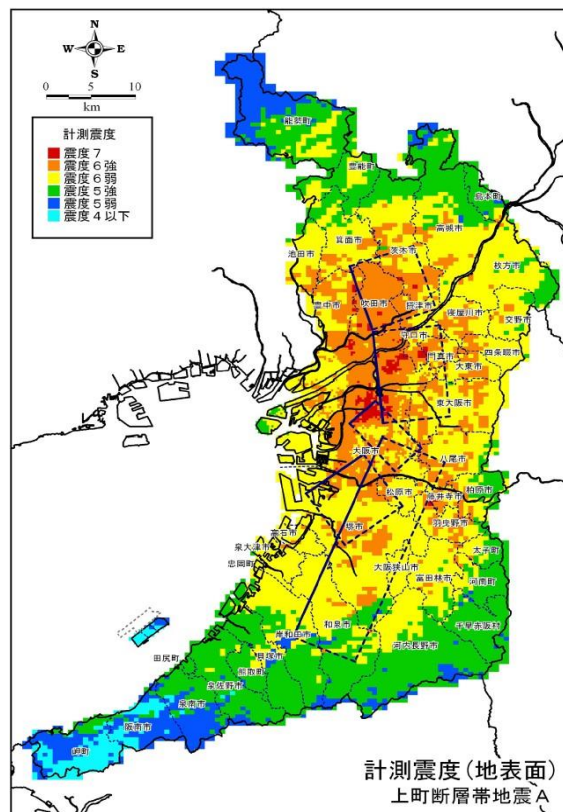 N
W E
S
0 5 10
km
計測震度
震度7
震度6強
震度6弱
震度5強
震度5弱
震度4以下
能勢町
豊能町
島本町
高槻市
茨木市
箕面市
池田市
枚方市
豊中市
吹田市
摂津市
寝屋川市
交野市
守口市
門真市
四条畷市
大東市
東大阪市
大阪市
八尾市
松原市
藤井寺市
柏原市
羽曳野市
堺市
高石市
泉大津市
忠岡町
太子町
大阪狭山市
富田林市
河南町
千早赤阪村
和泉市
岸和田市
河内長野市
貝塚市
田尻町
熊取町
泉佐野市
泉南市
阪南市
岬町
計測震度(地表面)
上町断層帯地震A